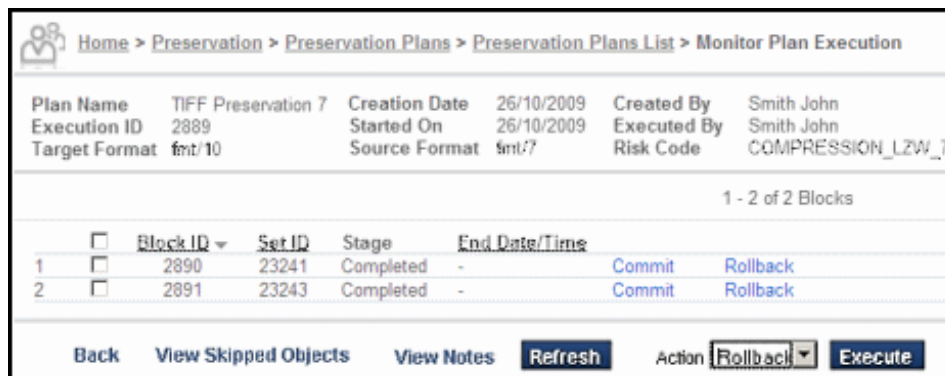 Home > Preservation > Preservation Plans > Preservation Plans List > Monitor Plan Execution
Plan Name TIFF Preservation 7 Creation Date 26/10/2009 Created By Smith John
Execution ID 2889 Started On 26/10/2009 Executed By Smith John
Target Format fmt/10 Source Format fmt/7 Risk Code COMPRESSION_LZW_
1 - 2 of 2 Blocks
Block ID Set ID Stage End Date/Time
1 2890 23241 Completed - Commit Rollback
2 2891 23243 Completed - Commit Rollback
Back View Skipped Objects View Notes Refresh Action Rollback Execute